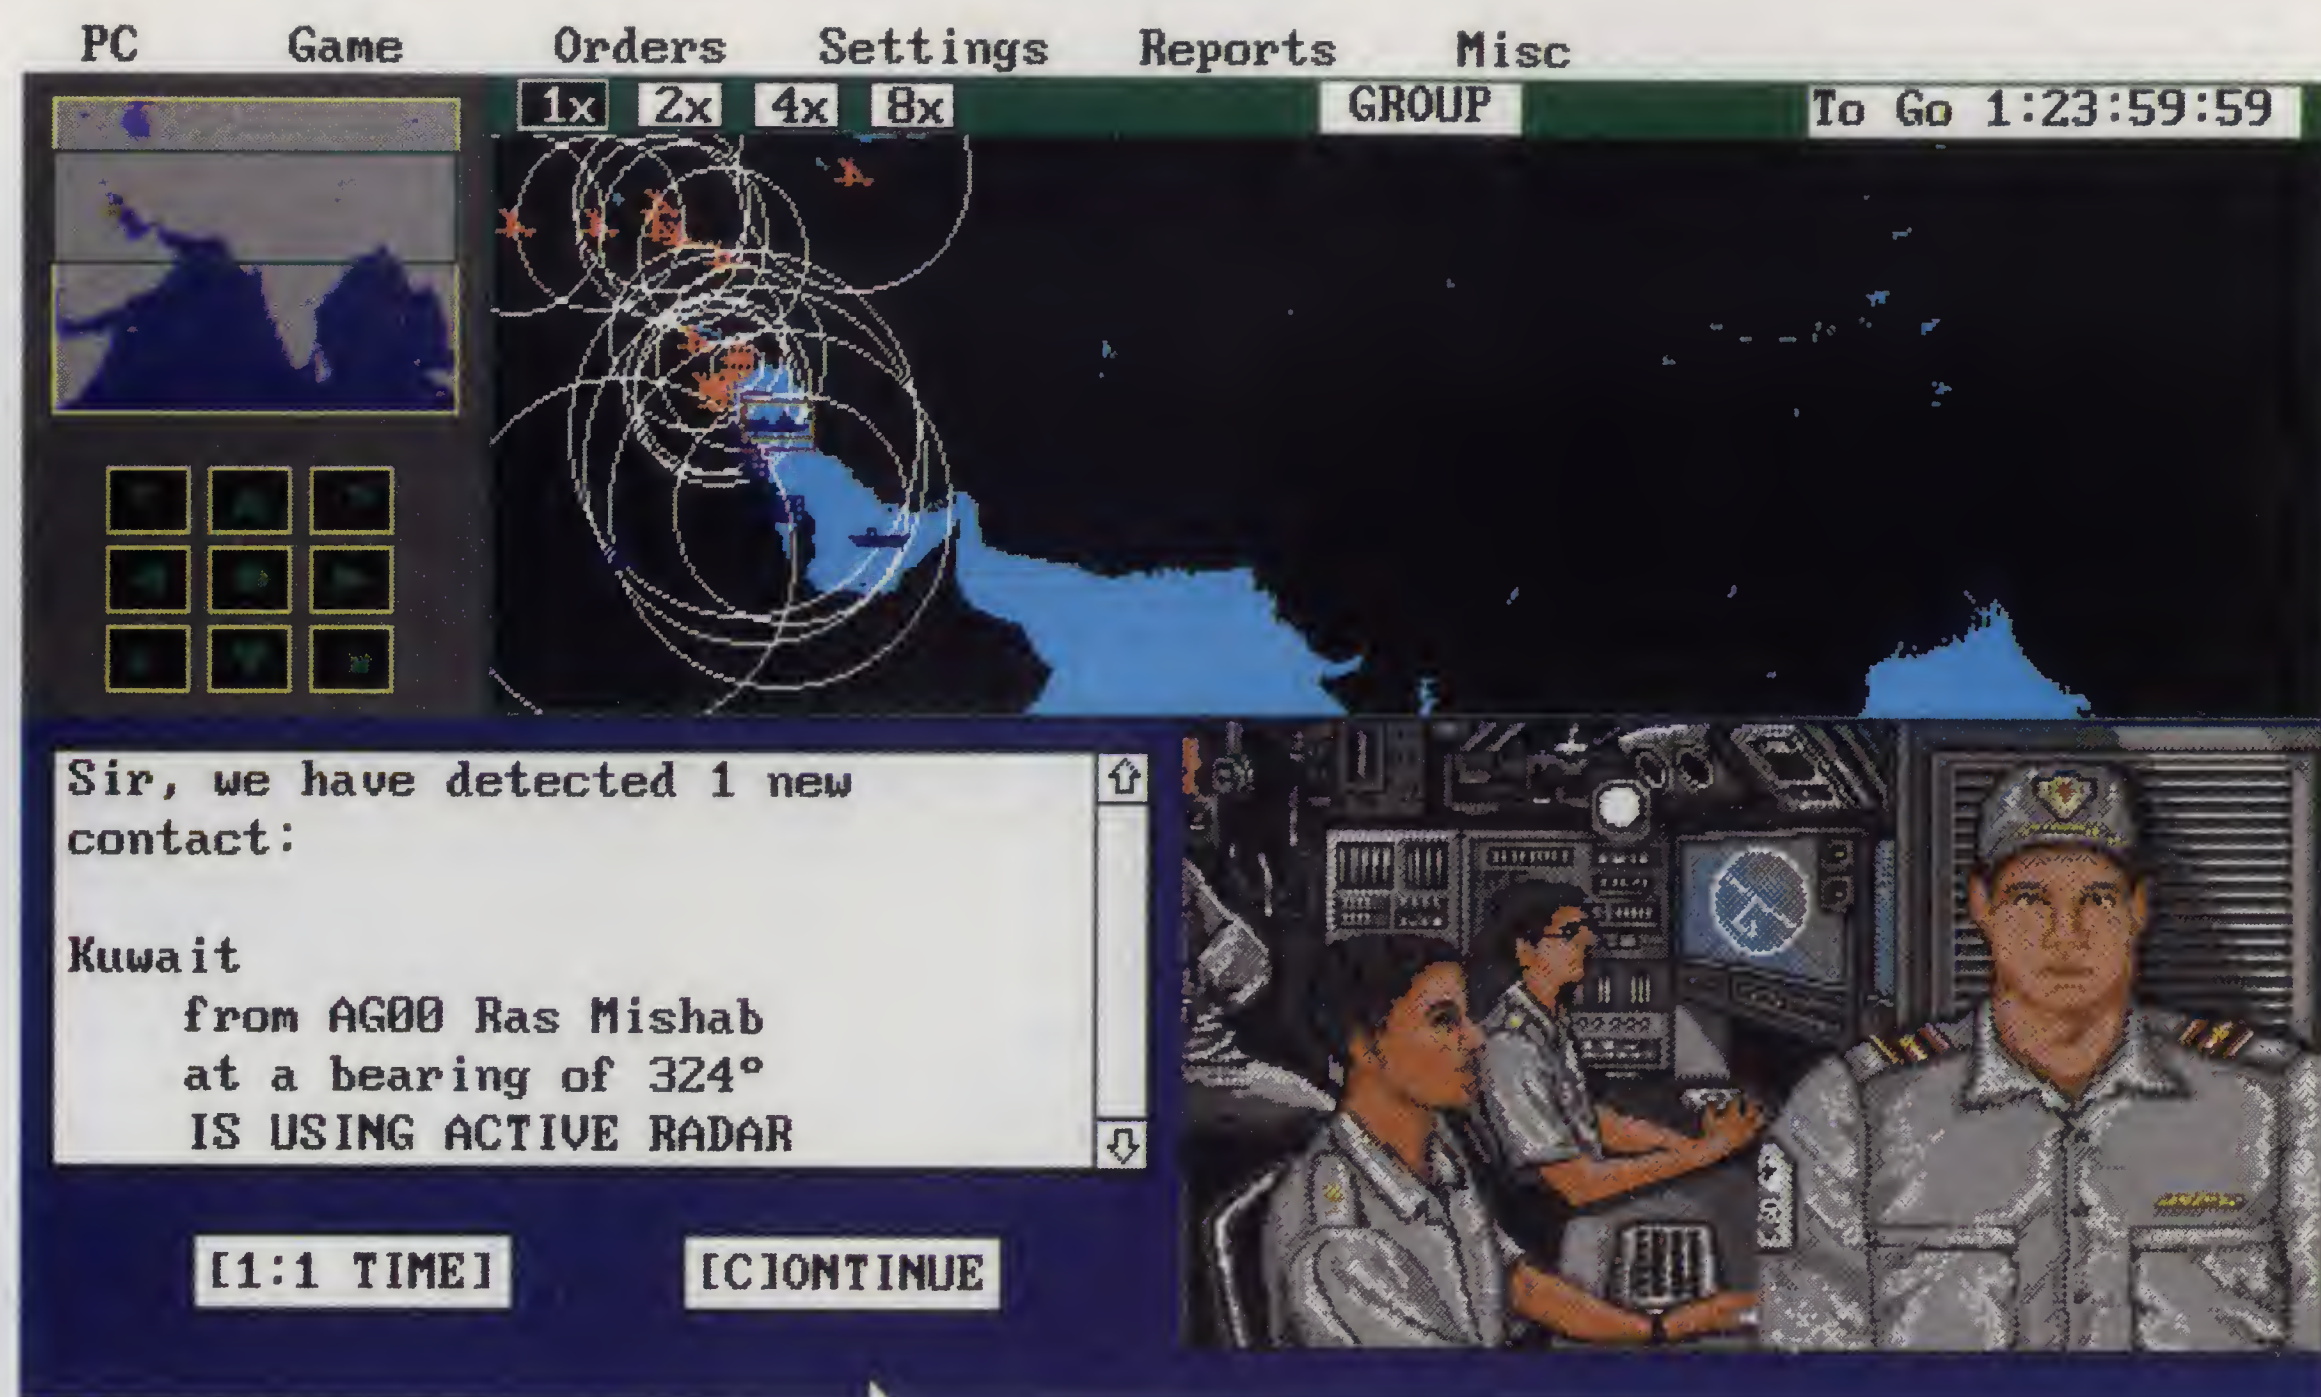 PC Game Orders Settings Reports Misc
1x 2x 4x 8x GROUP To Go 1:23:59:59
Sir, we have detected 1 new
contact:
Kuwait
from AG00 Ras Mishab
at a bearing of 324°
IS USING ACTIVE RADAR
[1:1 TIME] [C]ONTINUE